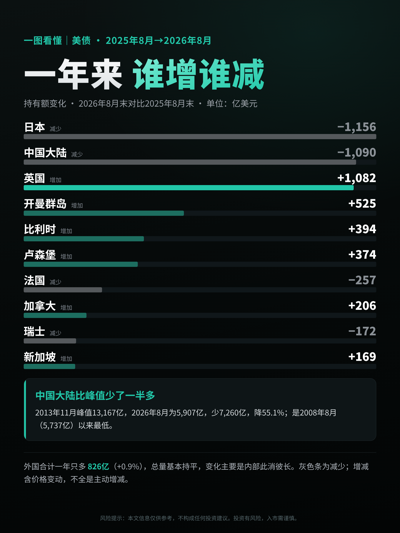 一图看懂｜美债 • 2025年8月→2026年8月
一年来 谁增谁减
持有额变化 • 2026年8月末对比2025年8月末 • 单位：亿美元
日本 减少 −1,156
中国大陆 减少 −1,090
英国 增加 +1,082
开曼群岛 增加 +525
比利时 增加 +394
卢森堡 增加 +374
法国 减少 −257
加拿大 增加 +206
瑞士 减少 −172
新加坡 增加 +169
中国大陆比峰值少了一半多
2013年11月峰值13,167亿，2026年8月为5,907亿，少7,260亿，降55.1%；是2008年8月
（5,737亿）以来最低。
外国合计一年只多 826亿（+0.9%），总量基本持平，变化主要是内部此消彼长。灰色条为减少；增减
含价格变动，不全是主动增减。
风险提示：本文信息仅供参考，不构成任何投资建议。投资有风险，入市需谨慎。